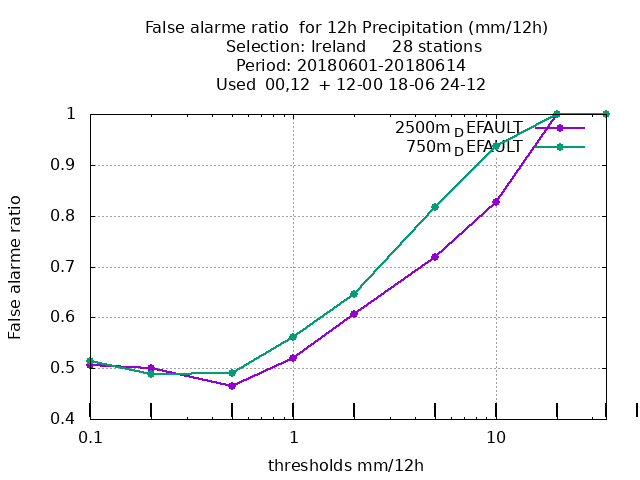 False alarme ratio  for 12h Precipitation (mm/12h)
Selection: Ireland     28 stations
Period: 20180601-20180614
Used  00,12  + 12-00 18-06 24-12
2500m_DEFAULT
750m_DEFAULT
1
0.9
0.8
0.7
0.6
0.5
0.4
False alarme ratio
0.1 1 10
thresholds mm/12h